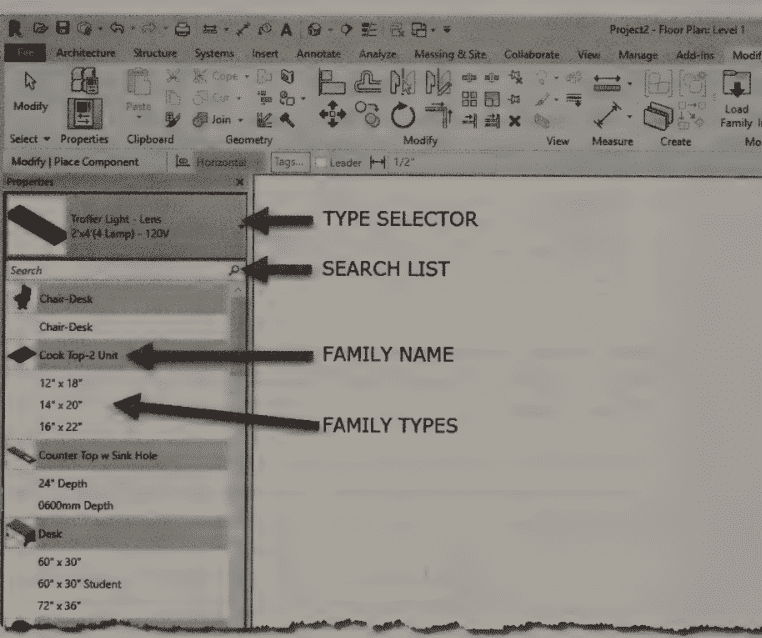 Project2 - Floor Plan: Level 1
File Architecture Structure Systems Insert Annotate Analyze Massing & Site Collaborate View Manage Add-Ins Modif
Modify
Paste
Cope
Cut
Join
Load
Family
Select Properties Clipboard Geometry Modify View Measure Create Mo
Modify | Place Component
Horizontal
Tags...
Leader
1/2"
Properties
Troffer Light - Lens
2'x4'(4 Lamp) - 120V
TYPE SELECTOR
Search
SEARCH LIST
Chair-Desk
Chair-Desk
Cook Top-2 Unit
FAMILY NAME
12" x 18"
14" x 20"
16" x 22"
FAMILY TYPES
Counter Top w Sink Hole
24" Depth
0600mm Depth
Desk
60" x 30"
60" x 30" Student
72" x 36"